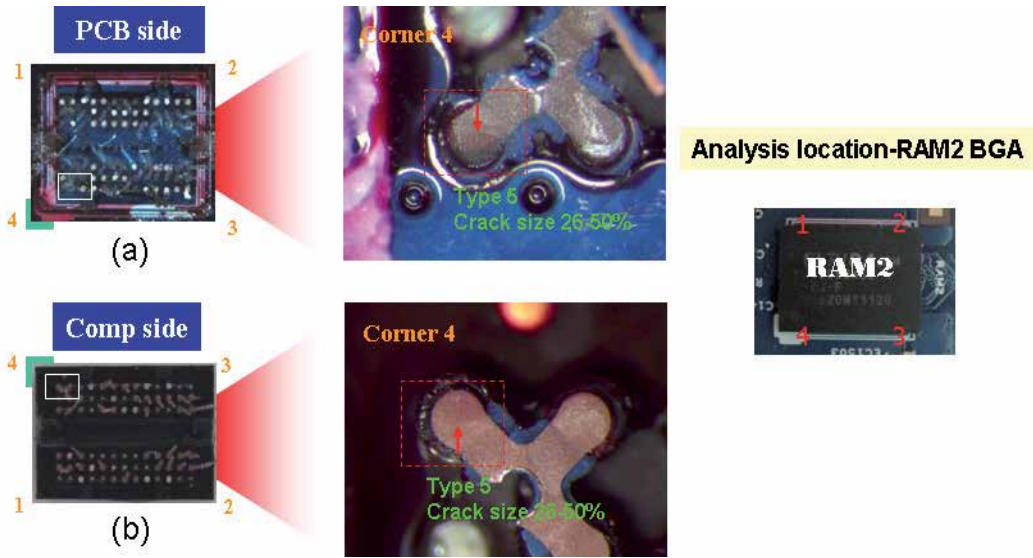 PCB side
1
2
4
3
(a)
Corner 4
Type 5
Crack size 26-50%
Analysis location-RAM2 BGA
1
2
RAM2
4
3
RAM2
Comp side
4
3
1
2
(b)
Corner 4
Type 5
Crack size 26-50%